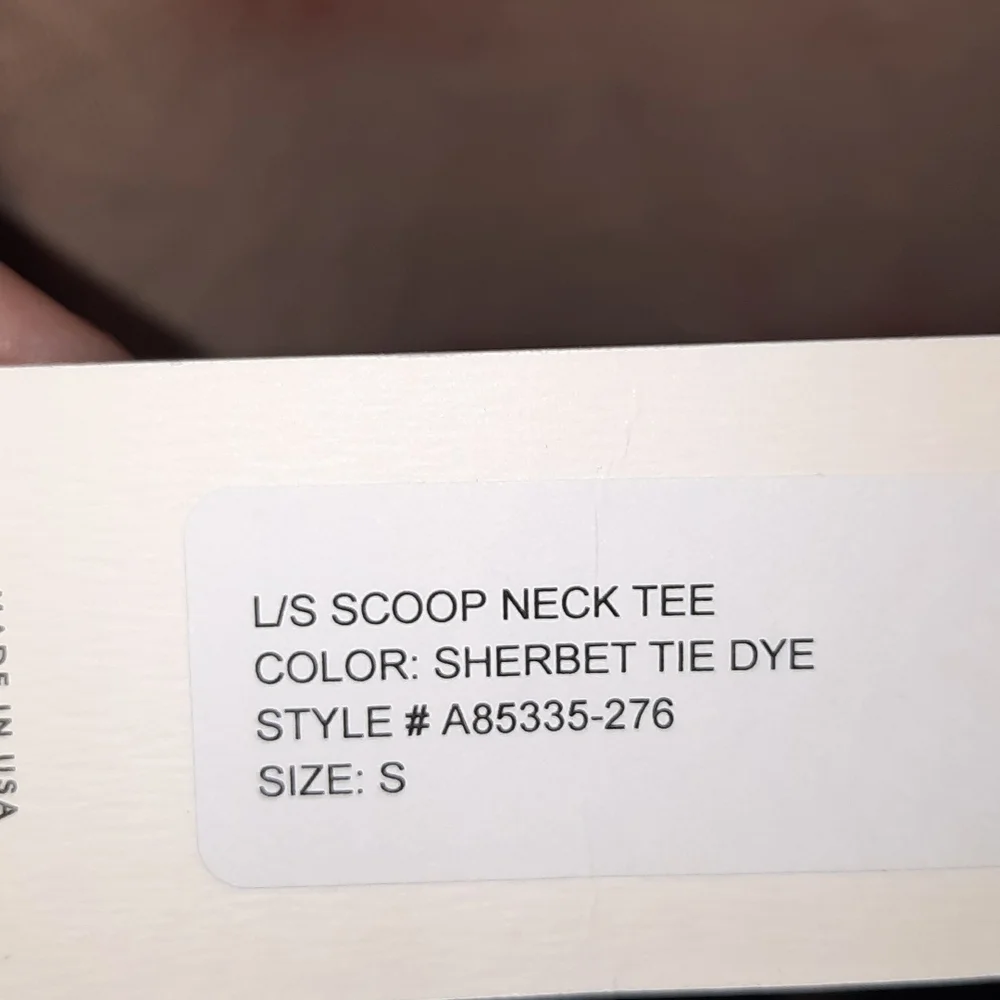 L/S SCOOP NECK TEE
COLOR: SHERBET TIE DYE
STYLE # A85335-276
SIZE: S
MADE IN USA